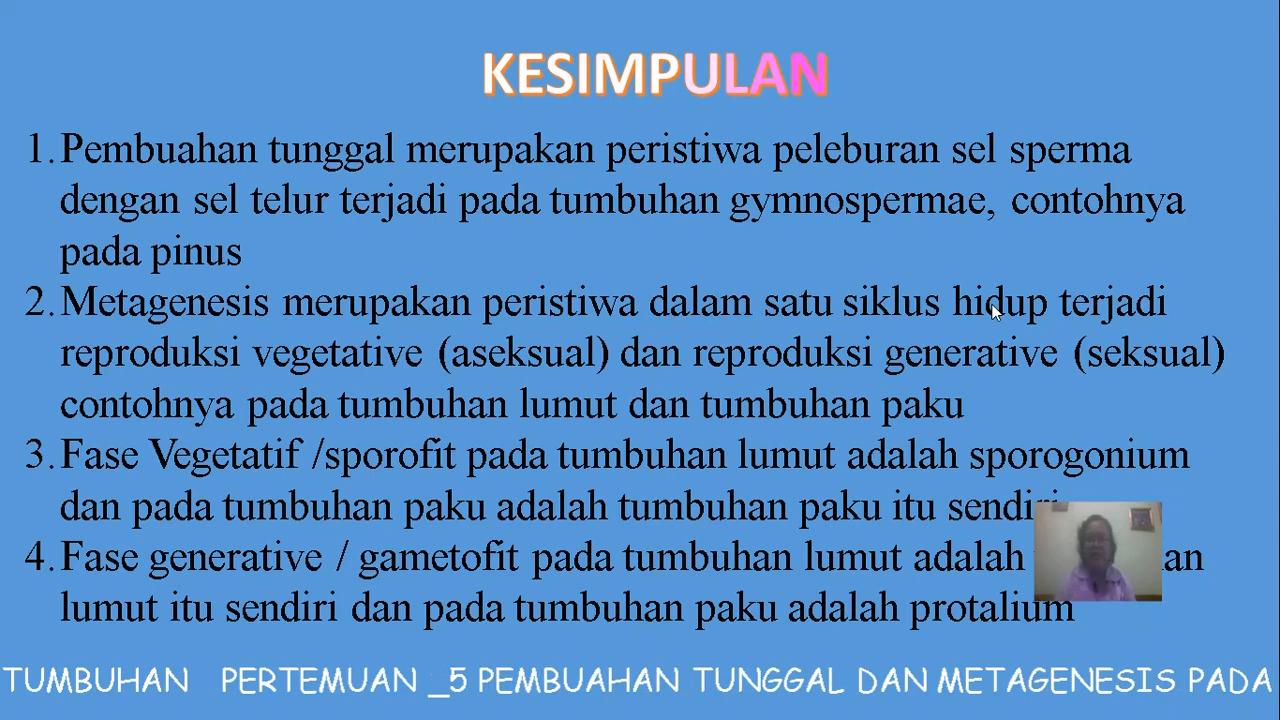 KESIMPULAN
1. Pembuahan tunggal merupakan peristiwa peleburan sel sperma
dengan sel telur terjadi pada tumbuhan gymnospermae, contohnya
pada pinus
2. Metagenesis merupakan peristiwa dalam satu siklus hidup terjadi
reproduksi vegetative (aseksual) dan reproduksi generative (seksual)
contohnya pada tumbuhan lumut dan tumbuhan paku
3. Fase Vegetatif /sporofit pada tumbuhan lumut adalah sporogonium
dan pada tumbuhan paku adalah tumbuhan paku itu sendiri
4. Fase generative / gametofit pada tumbuhan lumut adalah
lumut itu sendiri dan pada tumbuhan paku adalah protalium
TUMBUHAN PERTEMUAN _5 PEMBUAHAN TUNGGAL DAN METAGENESIS PADA